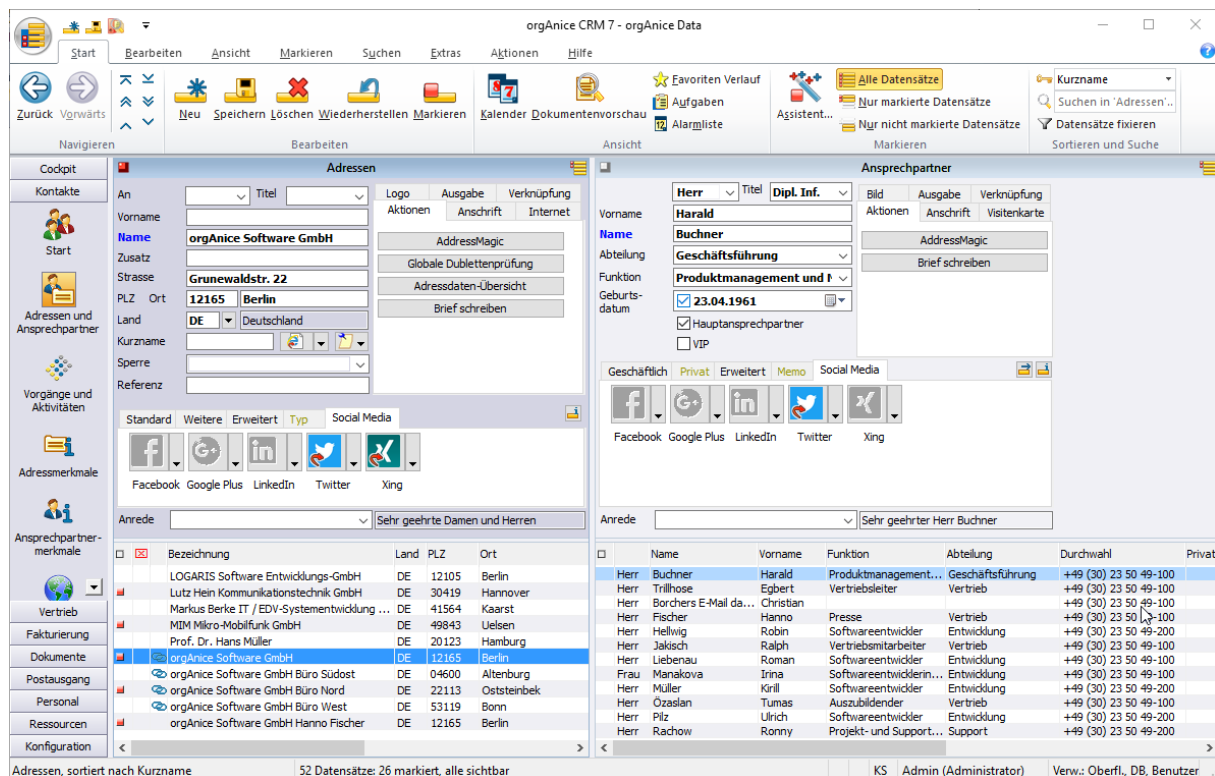 orgAnice CRM 7 - orgAnice Data
Start Bearbeiten Ansicht Markieren Suchen Extras Aktionen Hilfe
Zurück Vorwärts Neu Speichern Löschen Wiederherstellen Markieren Kalender Dokumentenvorschau Favoriten Verlauf Aufgaben Alarmliste Assistent... Alle Datensätze Nur markierte Datensätze Nur nicht markierte Datensätze Kurzname Suchen in 'Adressen'.. Datensätze fixieren
Navigieren Bearbeiten Ansicht Markieren Sortieren und Suche
Cockpit
Kontakte
Start
Adressen und
Ansprechpartner
Vorgänge und
Aktivitäten
Adressmerkmale
Ansprechpartner-
merkmale
Vertrieb
Fakturierung
Dokumente
Postausgang
Personal
Ressourcen
Konfiguration
Adressen
An Titel
Vorname
Name orgAnice Software GmbH
Zusatz
Strasse Grunewaldstr. 22
PLZ Ort 12165 Berlin
Land DE Deutschland
Kurzname
Sperre
Referenz
Logo Ausgabe Verknüpfung
Aktionen Anschrift Internet
AddressMagic
Globale Dublettenprüfung
Adressdaten-Übersicht
Brief schreiben
Standard Weitere Erweitert Typ Social Media
Facebook Google Plus LinkedIn Twitter Xing
Anrede Sehr geehrte Damen und Herren
Bezeichnung Land PLZ Ort
LOGARIS Software Entwicklungs-GmbH DE 12105 Berlin
Lutz Hein Kommunikationstechnik GmbH DE 30419 Hannover
Markus Berke IT / EDV-Systementwicklung ... DE 41564 Kaarst
MIM Mikro-Mobilfunk GmbH DE 49843 Uelsen
Prof. Dr. Hans Müller DE 20123 Hamburg
orgAnice Software GmbH DE 12165 Berlin
orgAnice Software GmbH Büro Südost DE 04600 Altenburg
orgAnice Software GmbH Büro Nord DE 22113 Oststeinbek
orgAnice Software GmbH Büro West DE 53119 Bonn
orgAnice Software GmbH Hanno Fischer DE 12165 Berlin
Ansprechpartner
Herr Titel Dipl. Inf.
Vorname Harald
Name Buchner
Abteilung Geschäftsführung
Funktion Produktmanagement und
Geburts-
datum 23.04.1961
Hauptansprechpartner
VIP
Bild Ausgabe Verknüpfung
Aktionen Anschrift Visitenkarte
AddressMagic
Brief schreiben
Geschäftlich Privat Erweitert Memo Social Media
Facebook Google Plus LinkedIn Twitter Xing
Anrede Sehr geehrter Herr Buchner
Name Vorname Funktion Abteilung Durchwahl Privat
Herr Buchner Harald Produktmanagement... Geschäftsführung +49 (30) 23 50 49-100
Herr Trillhose Egbert Vertriebsleiter Vertrieb +49 (30) 23 50 49-100
Herr Borchers E-Mail da... Christian +49 (30) 23 50 49-100
Herr Fischer Hanno Presse Vertrieb +49 (30) 23 50 49-100
Herr Hellwig Robin Softwareentwickler Entwicklung +49 (30) 23 50 49-200
Herr Jakisch Ralph Vertriebsmitarbeiter Vertrieb +49 (30) 23 50 49-100
Herr Liebenau Roman Softwareentwickler Entwicklung +49 (30) 23 50 49-100
Frau Manakova Irina Softwareentwicklerin... Entwicklung +49 (30) 23 50 49-100
Herr Müller Kirill Softwareentwickler Entwicklung +49 (30) 23 50 49-200
Herr Özaslan Tumas Auszubildender Vertrieb +49 (30) 23 50 49-100
Herr Pilz Ulrich Softwareentwickler Entwicklung +49 (30) 23 50 49-200
Herr Rachow Ronny Projekt- und Support... Support +49 (30) 23 50 49-100
Adressen, sortiert nach Kurzname 52 Datensätze: 26 markiert, alle sichtbar KS Admin (Administrator) Verw.: Oberfl., DB, Benutzer